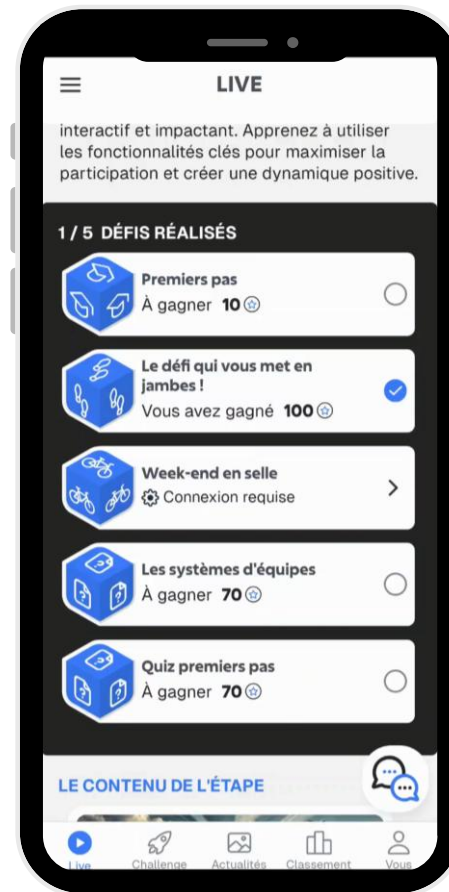 LIVE
interactif et impactant. Apprenez à utiliser
les fonctionnalités clés pour maximiser la
participation et créer une dynamique positive.
1 / 5 DÉFIS RÉALISÉS
Premiers pas
À gagner 10
Le défi qui vous met en
jambes !
Vous avez gagné 100
Week-end en selle
Connexion requise
Les systèmes d'équipes
À gagner 70
Quiz premiers pas
À gagner 70
LE CONTENU DE L'ÉTAPE
Live Challenge Actualités Classement Vous